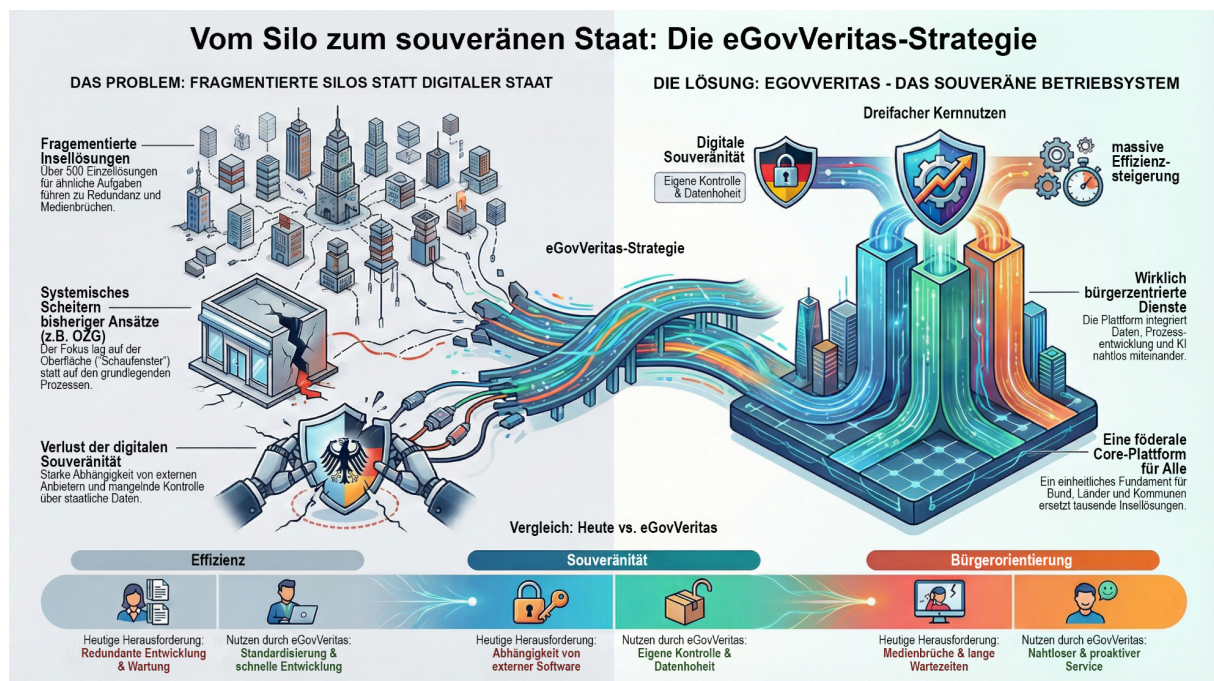 Vom Silo zum souveränen Staat: Die eGovVeritas-Strategie
DAS PROBLEM: FRAGMENTIERTE SILOS STATT DIGITALER STAAT
Fragementierte
Insellösungen
Über 500 Einzellösungen
für ähnliche Aufgaben
führen zu Redundanz und
Medienbrüchen.
Systemisches
Scheitern
bisheriger Ansätze
(z.B. OZG)
Der Fokus lag auf der
Oberfläche ("Schaufenster")
statt auf den grundlegenden
Prozessen.
Verlust der digitalen
Souveränität
Starke Abhängigkeit von externen
Anbietern und mangelnde Kontrolle
über staatliche Daten.
eGovVeritas-Strategie
DIE LÖSUNG: EGOVVERITAS - DAS SOUVERÄNE BETRIEBSYSTEM
Dreifacher Kernnutzen
Digitale
Souveränität
Eigene Kontrolle
& Datenhoheit
massive
Effizienz-
steigerung
Wirklich
bürgerzentrierte
Dienste
Die Plattform integriert
Daten, Prozess-
entwicklung und KI
nahtlos miteinander.
Eine föderale
Core-Plattform
für Alle
Ein einheitliches Fundament für
Bund, Länder und Kommunen
ersetzt tausende Insellösungen.
Vergleich: Heute vs. eGovVeritas
Effizienz
Heutige Herausforderung:
Redundante Entwicklung
& Wartung
Nutzen durch eGovVeritas:
Standardisierung &
schnelle Entwicklung
Souveränität
Heutige Herausforderung:
Abhängigkeit von
externer Software
Nutzen durch eGovVeritas:
Eigene Kontrolle &
Datenhoheit
Bürgerorientierung
Heutige Herausforderung:
Medienbrüche & lange
Wartezeiten
Nutzen durch eGovVeritas:
Nahtloser & proaktiver
Service